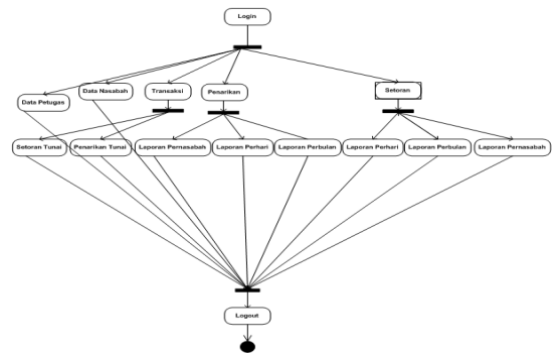 Login
Data Petugas
Data Nasabah
Transaksi
Penarikan
Setoran
Setoran Tunai
Penarikan Tunai
Laporan Pernasabah
Laporan Perhari
Laporan Perbulan
Laporan Perhari
Laporan Perbulan
Laporan Pernasabah
Logout